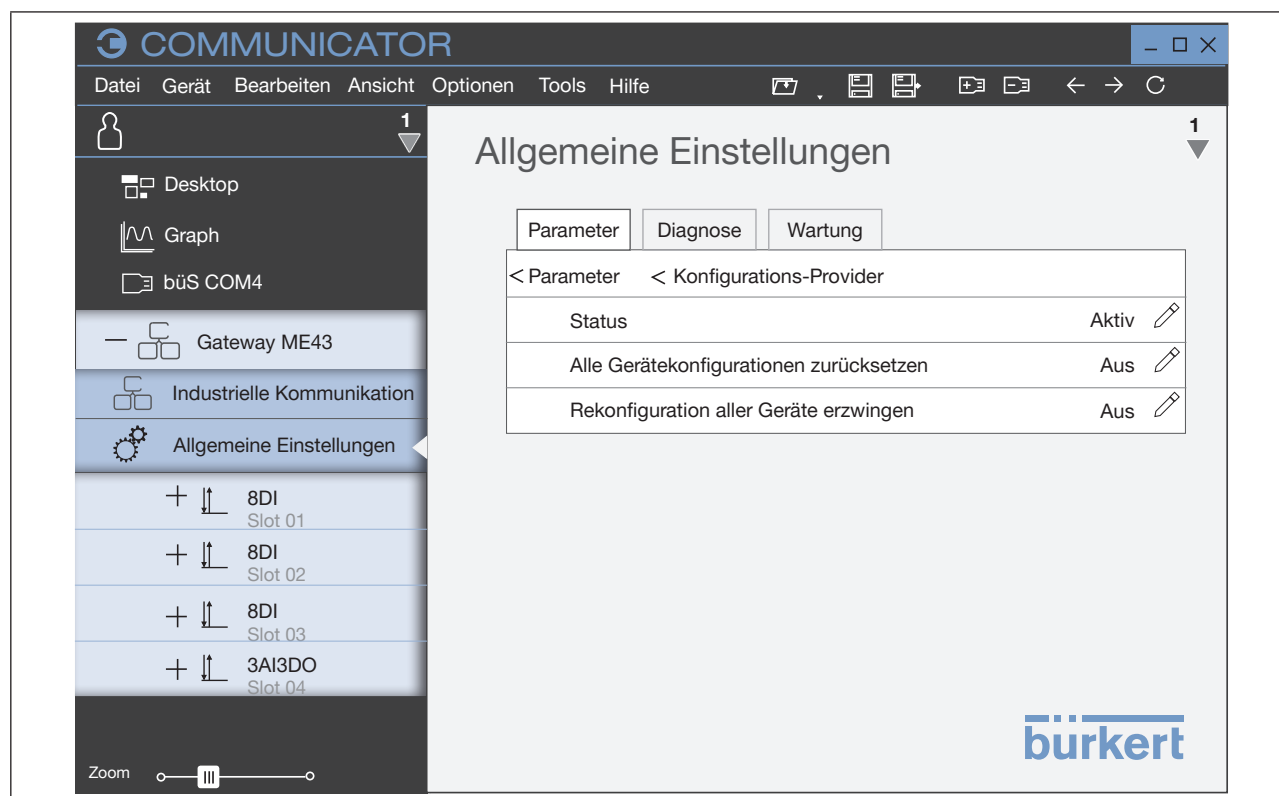 COMMUNICATOR
Datei Gerät Bearbeiten Ansicht Optionen Tools Hilfe
1
Desktop
Graph
büS COM4
Gateway ME43
Industrielle Kommunikation
Allgemeine Einstellungen
8DI
Slot 01
8DI
Slot 02
8DI
Slot 03
3AI3DO
Slot 04
Zoom
Allgemeine Einstellungen
1
Parameter Diagnose Wartung
< Parameter < Konfigurations-Provider
Status Aktiv
Alle Gerätekonfigurationen zurücksetzen Aus
Rekonfiguration aller Geräte erzwingen Aus
bürkert